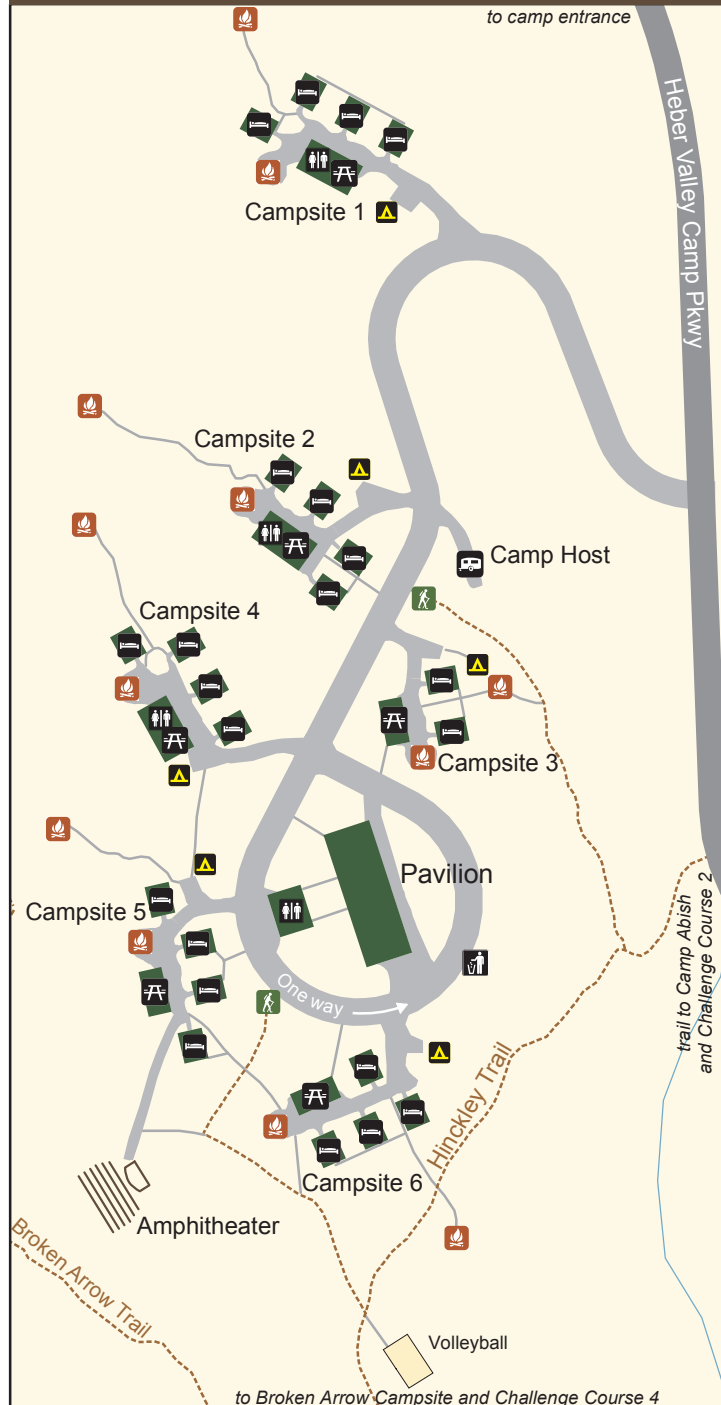 to camp entrance
Heber Valley Camp Pkwy
Campsite 1
Campsite 2
Camp Host
Campsite 4
Campsite 3
Pavilion
Campsite 5
One way
trail to Camp Abish
and Challenge Course 2
Hinckley Trail
Campsite 6
Amphitheater
Broken Arrow Trail
Volleyball
to Broken Arrow Campsite and Challenge Course 4